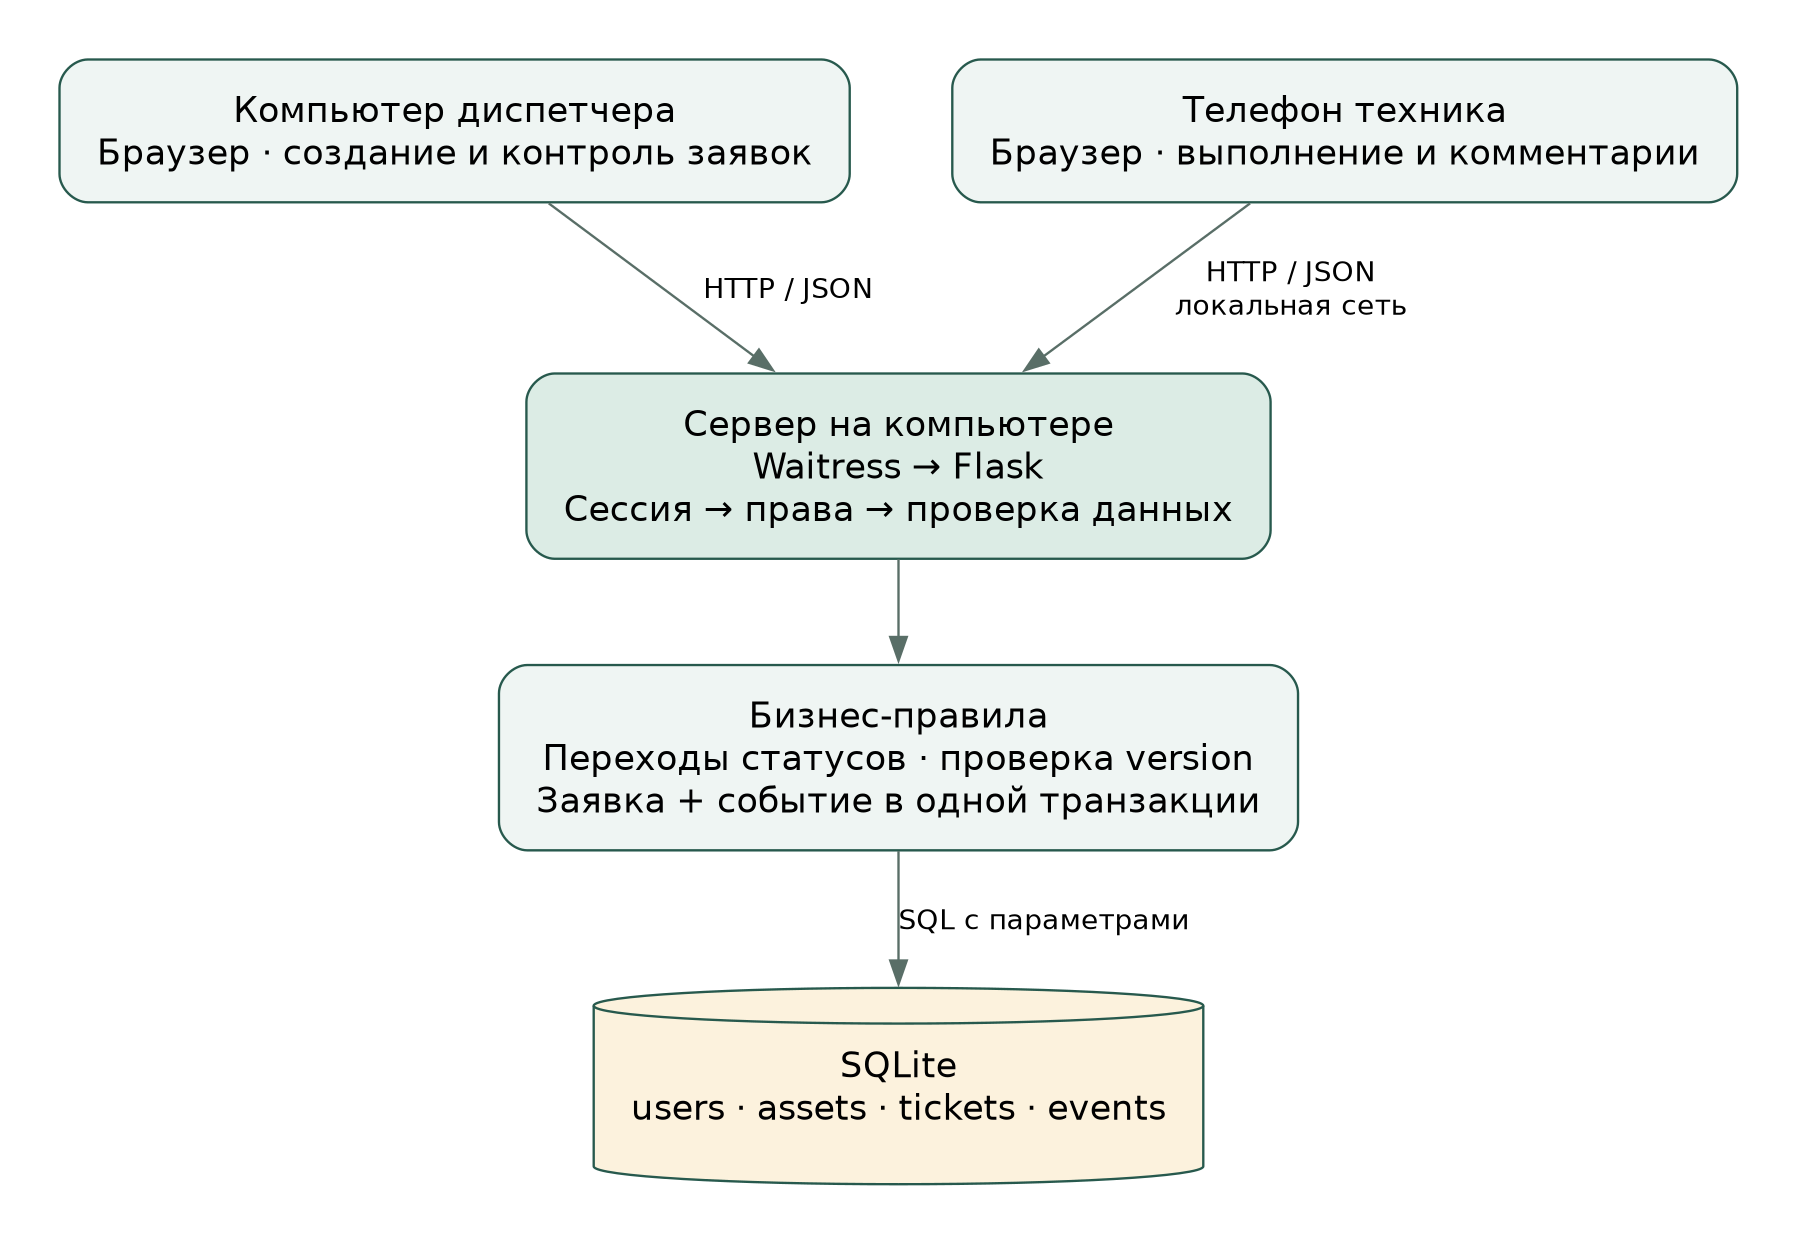 Компьютер диспетчера
Браузер · создание и контроль заявок
Телефон техника
Браузер · выполнение и комментарии
HTTP / JSON
HTTP / JSON
локальная сеть
Сервер на компьютере
Waitress → Flask
Сессия → права → проверка данных
Бизнес-правила
Переходы статусов · проверка version
Заявка + событие в одной транзакции
SQL с параметрами
SQLite
users · assets · tickets · events